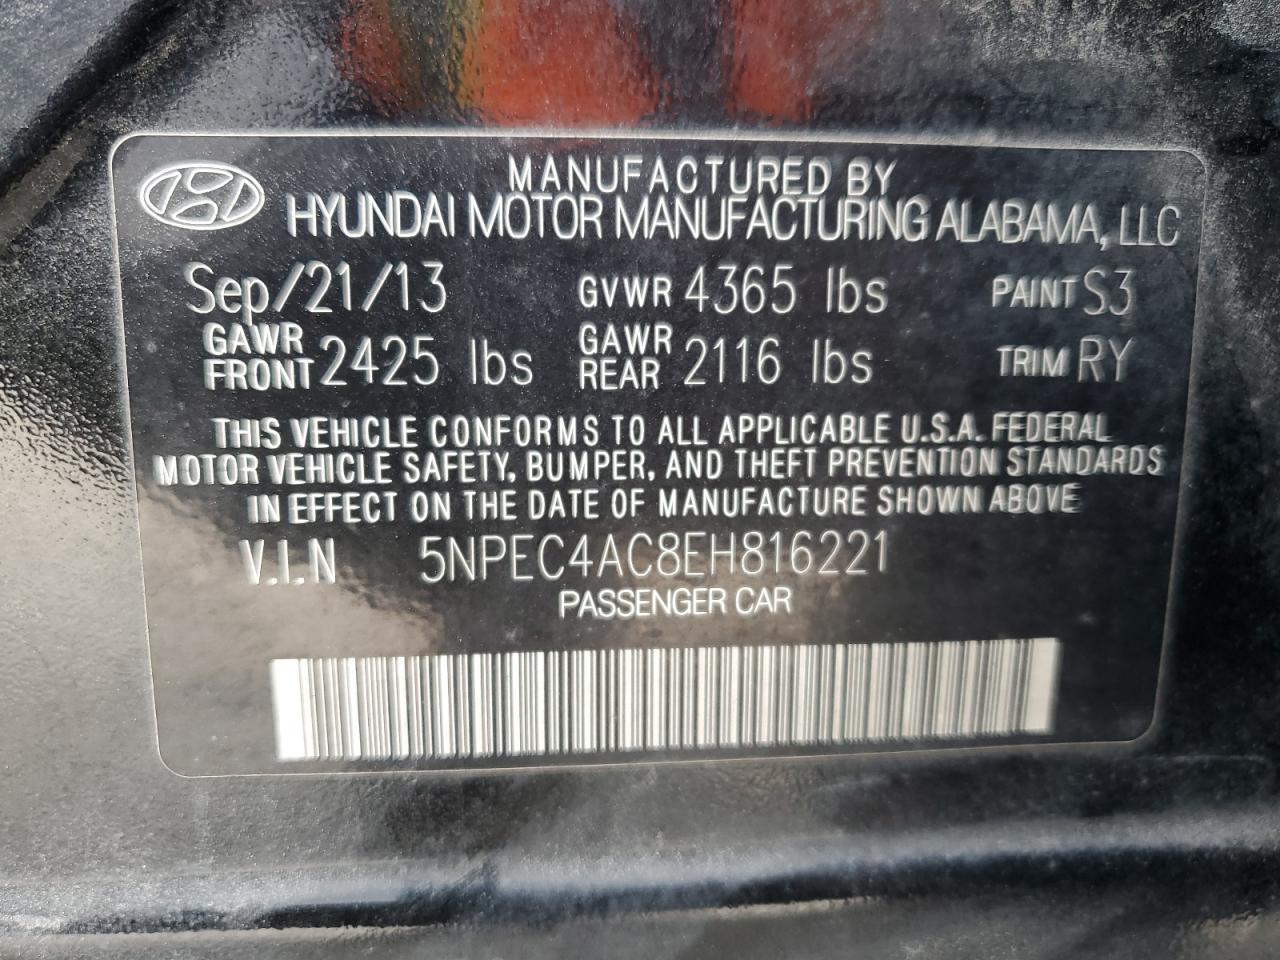 MANUFACTURED BY
HYUNDAI MOTOR MANUFACTURING ALABAMA, LLC
Sep/21/13 GVWR 4365 lbs PAINT S3
GAWR FRONT 2425 lbs GAWR REAR 2116 lbs TRIM RY
THIS VEHICLE CONFORMS TO ALL APPLICABLE U.S.A. FEDERAL
MOTOR VEHICLE SAFETY, BUMPER, AND THEFT PREVENTION STANDARDS
IN EFFECT ON THE DATE OF MANUFACTURE SHOWN ABOVE
V.I.N 5NPEC4AC8EH816221
PASSENGER CAR